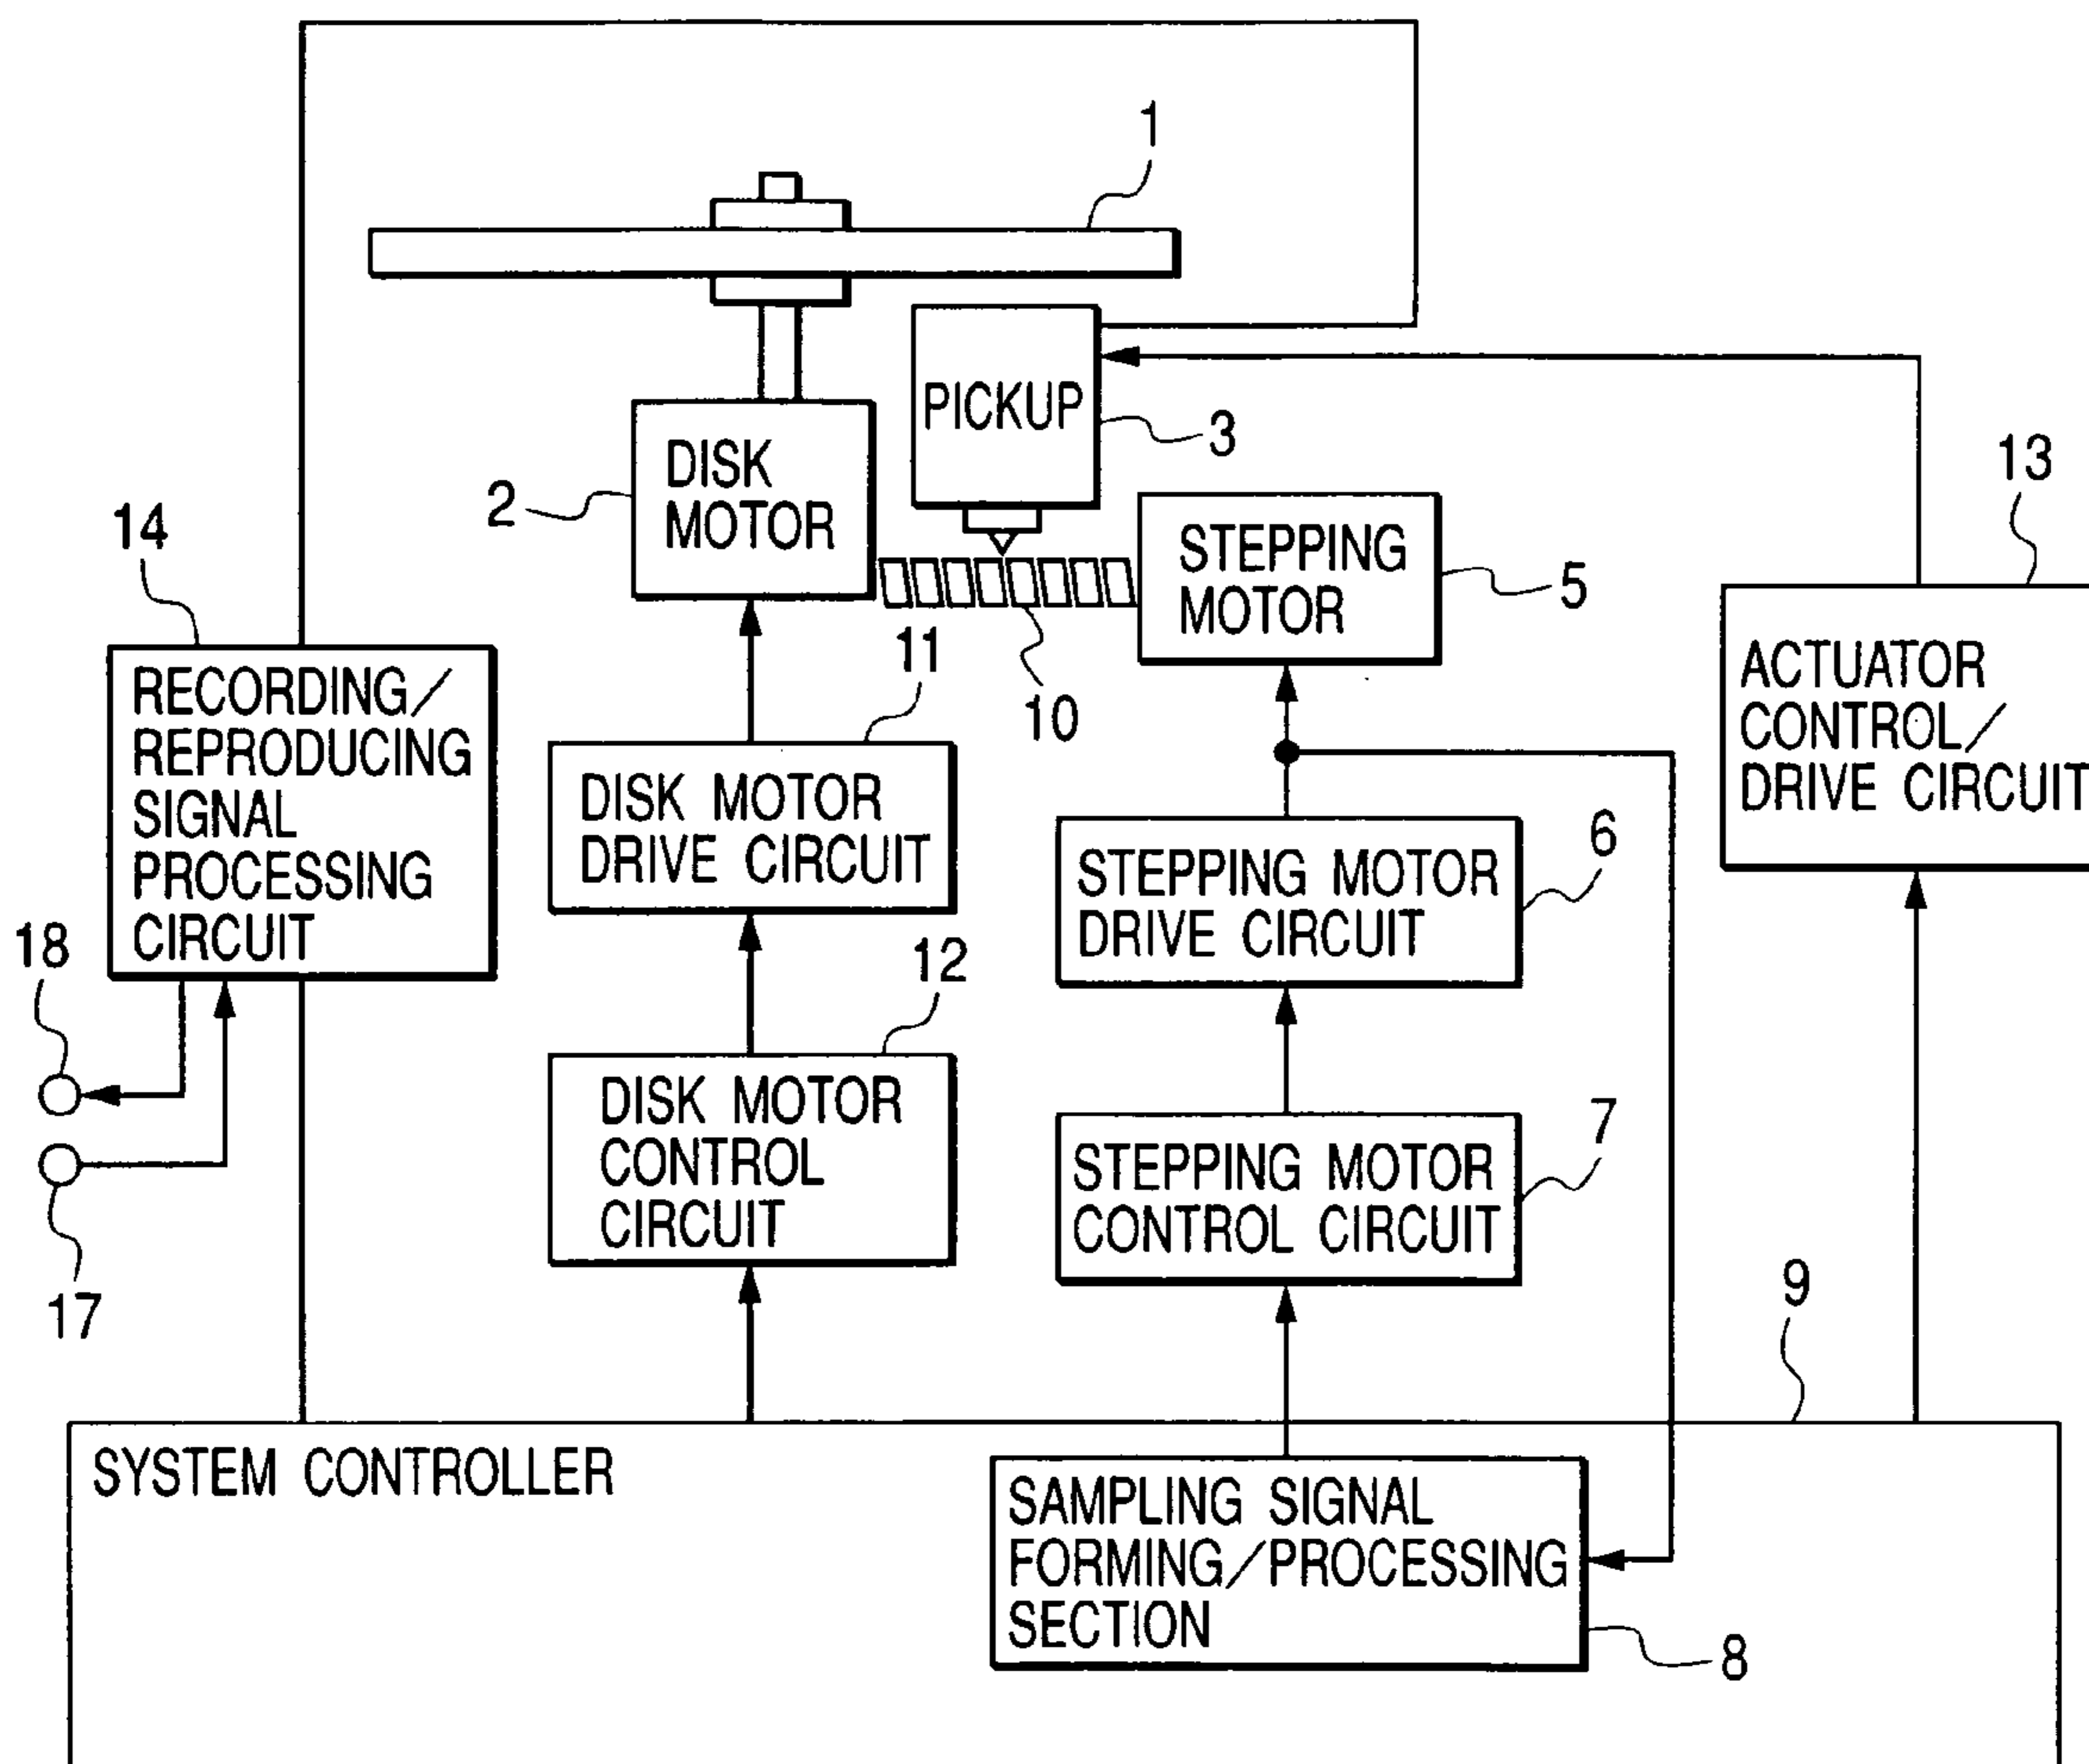 1
PICKUP
3
DISK
MOTOR
2
13
14
STEPPING
MOTOR
5
11
10
RECORDING/
REPRODUCING
SIGNAL
PROCESSING
CIRCUIT
ACTUATOR
CONTROL/
DRIVE CIRCUIT
DISK MOTOR
DRIVE CIRCUIT
6
STEPPING MOTOR
DRIVE CIRCUIT
18
12
DISK MOTOR
CONTROL
CIRCUIT
7
STEPPING MOTOR
CONTROL CIRCUIT
17
9
SYSTEM CONTROLLER
SAMPLING SIGNAL
FORMING/PROCESSING
SECTION
8